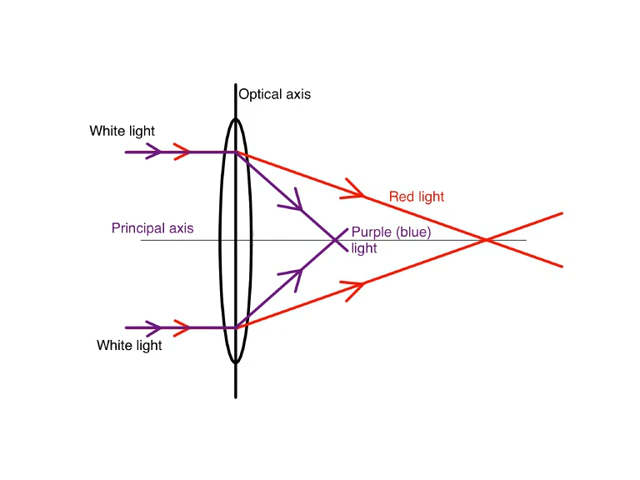 Optical axis
White light
Red light
Principal axis
Purple (blue)
light
White light